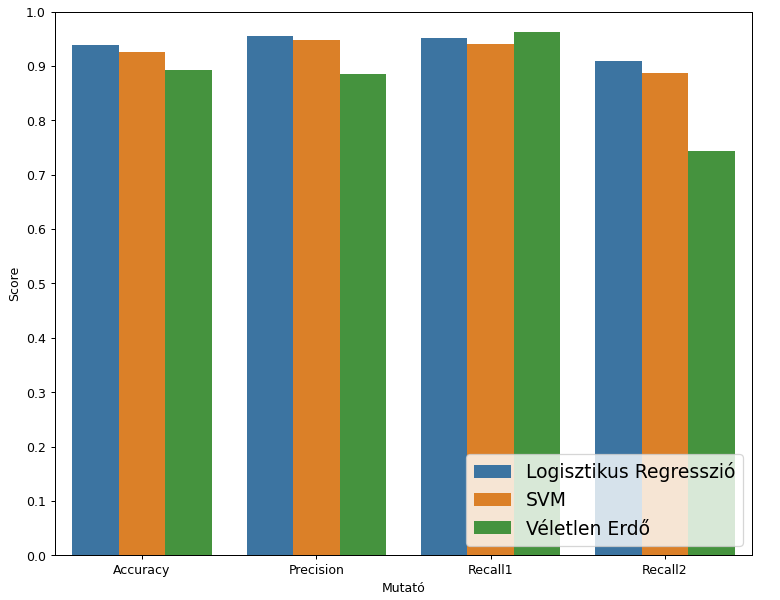 1.0
0.9
0.8
0.7
0.6
0.5
0.4
0.3
0.2
0.1
0.0
Score
Logisztikus Regresszió
SVM
Véletlen Erdő
Accuracy Precision Recall1 Recall2
Mutató